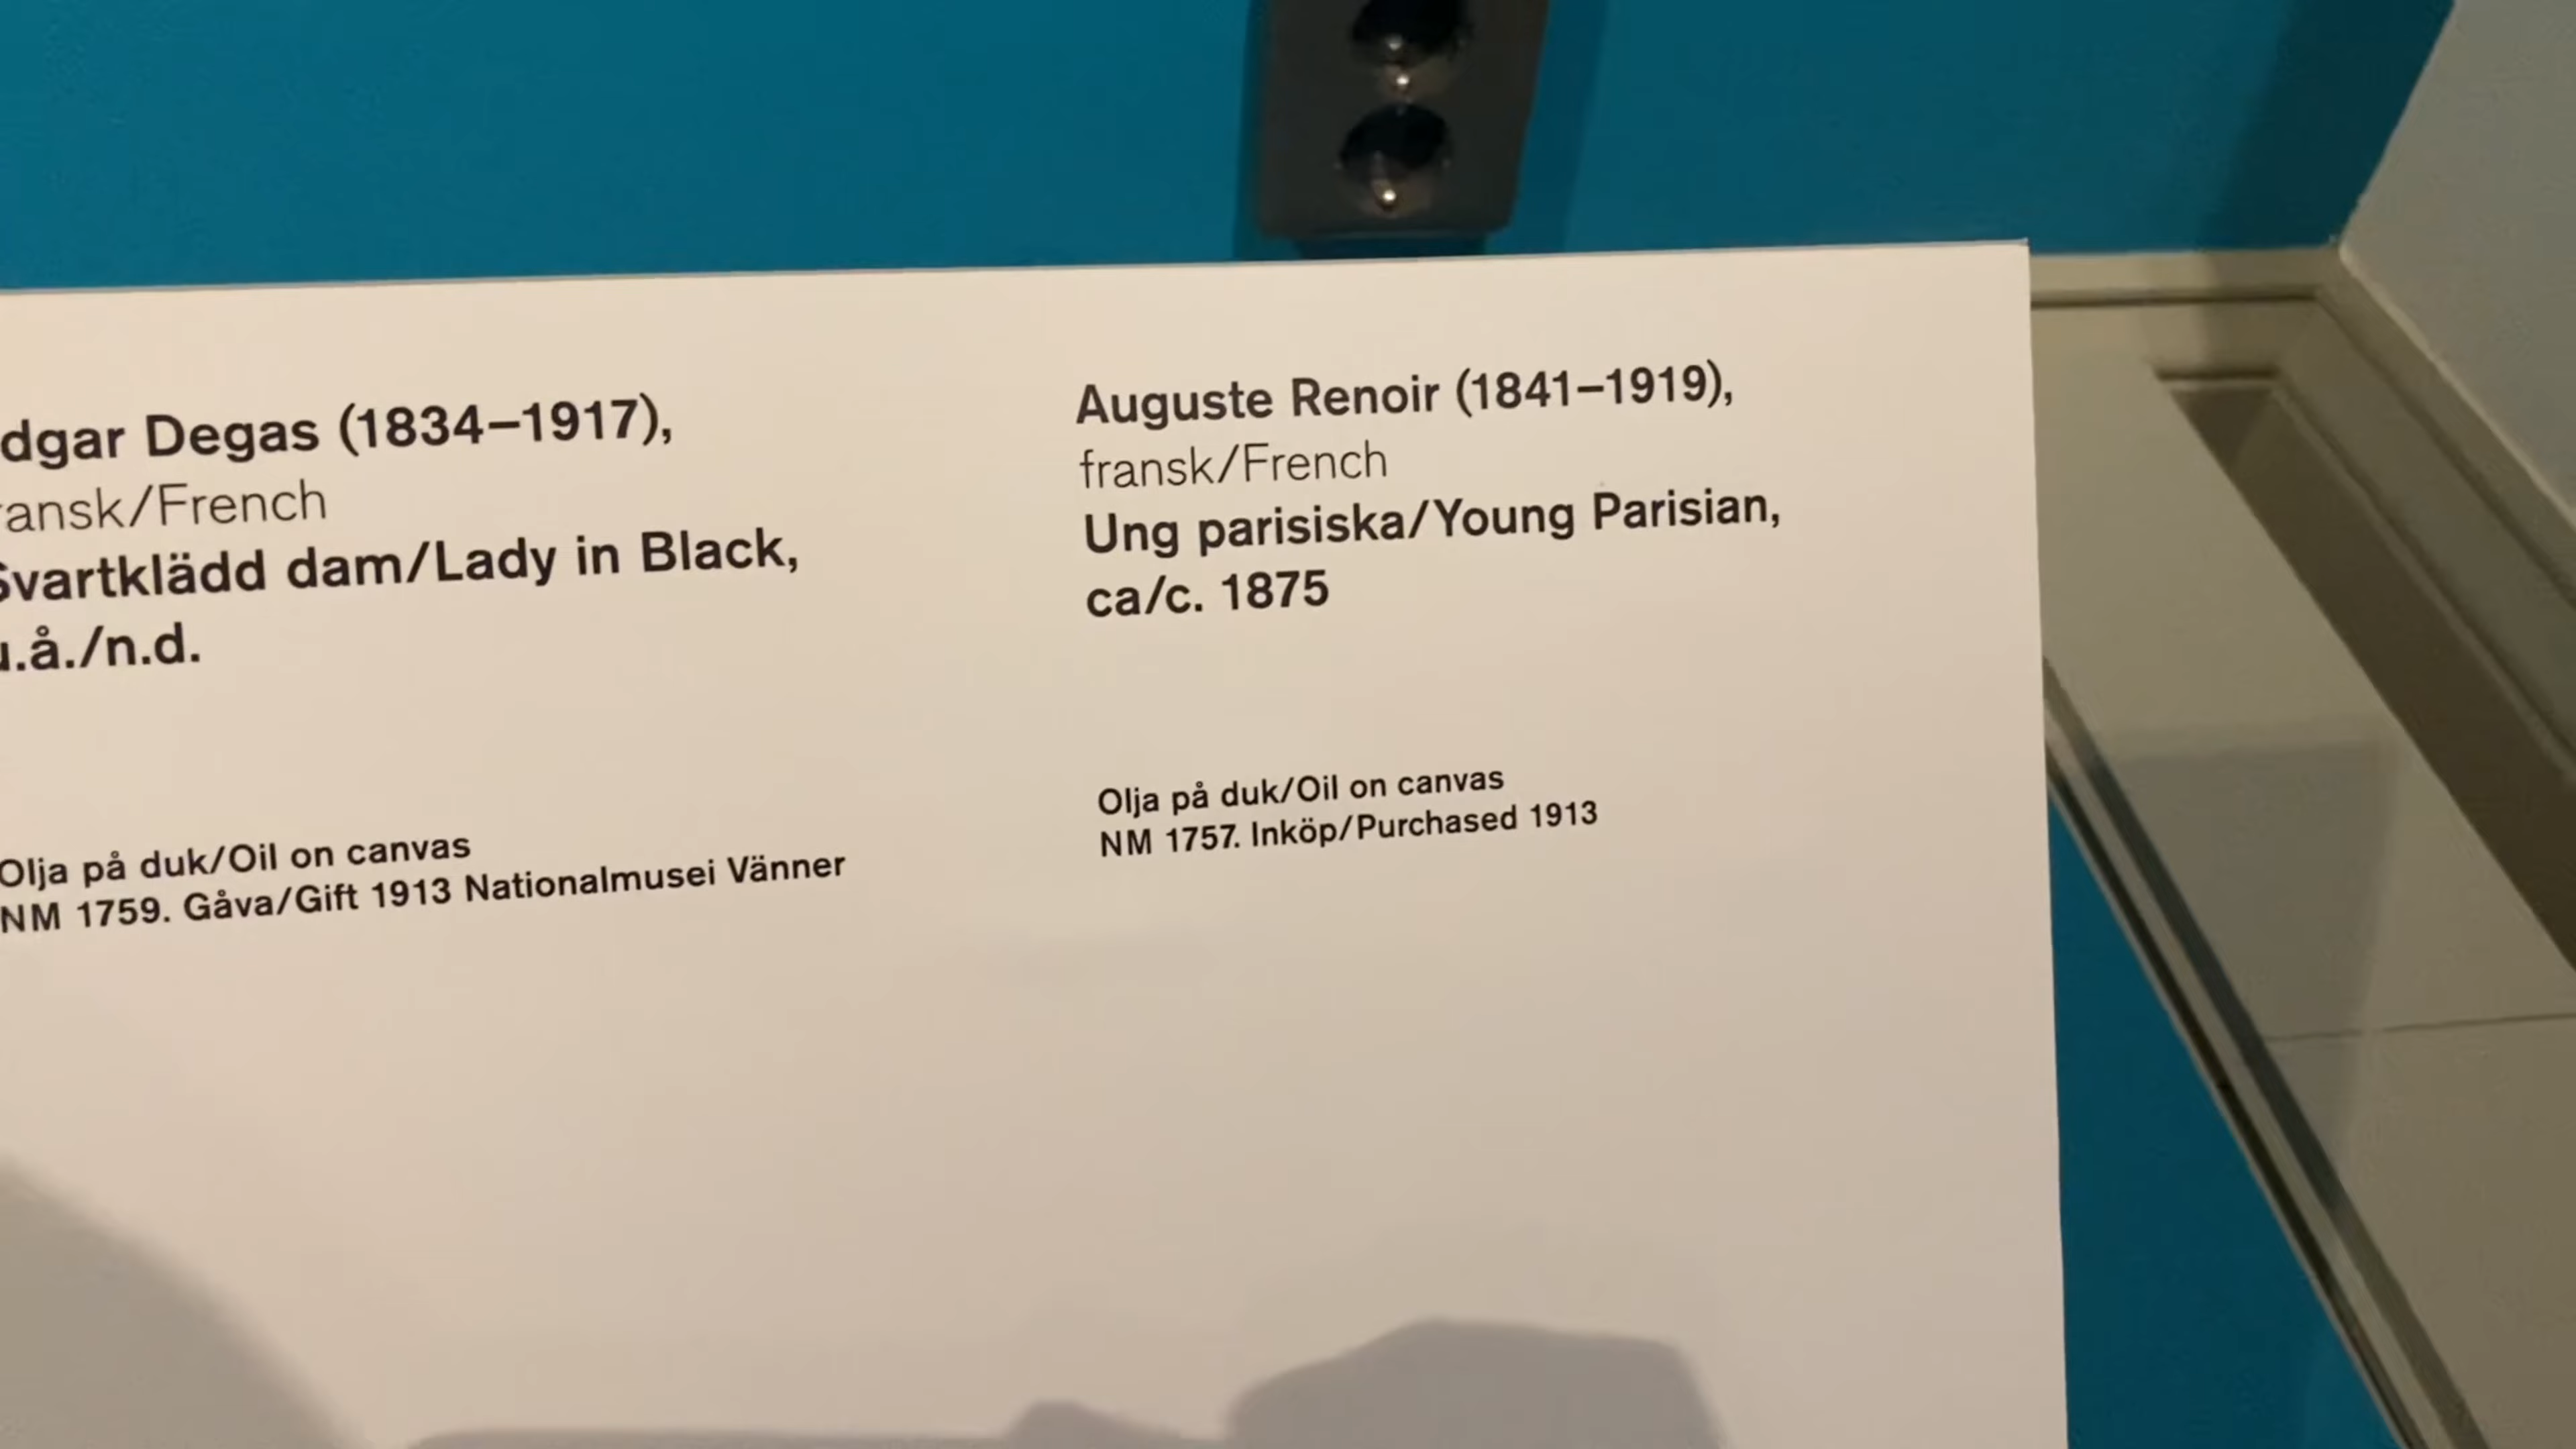 dgar Degas (1834–1917),
ansk/French
Svartklädd dam/Lady in Black,
u.å./n.d.
Olja på duk/Oil on canvas
NM 1759. Gåva/Gift 1913 Nationalmusei Vänner
Auguste Renoir (1841–1919),
fransk/French
Ung parisiska/Young Parisian,
ca/c. 1875
Olja på duk/Oil on canvas
NM 1757. Inköp/Purchased 1913